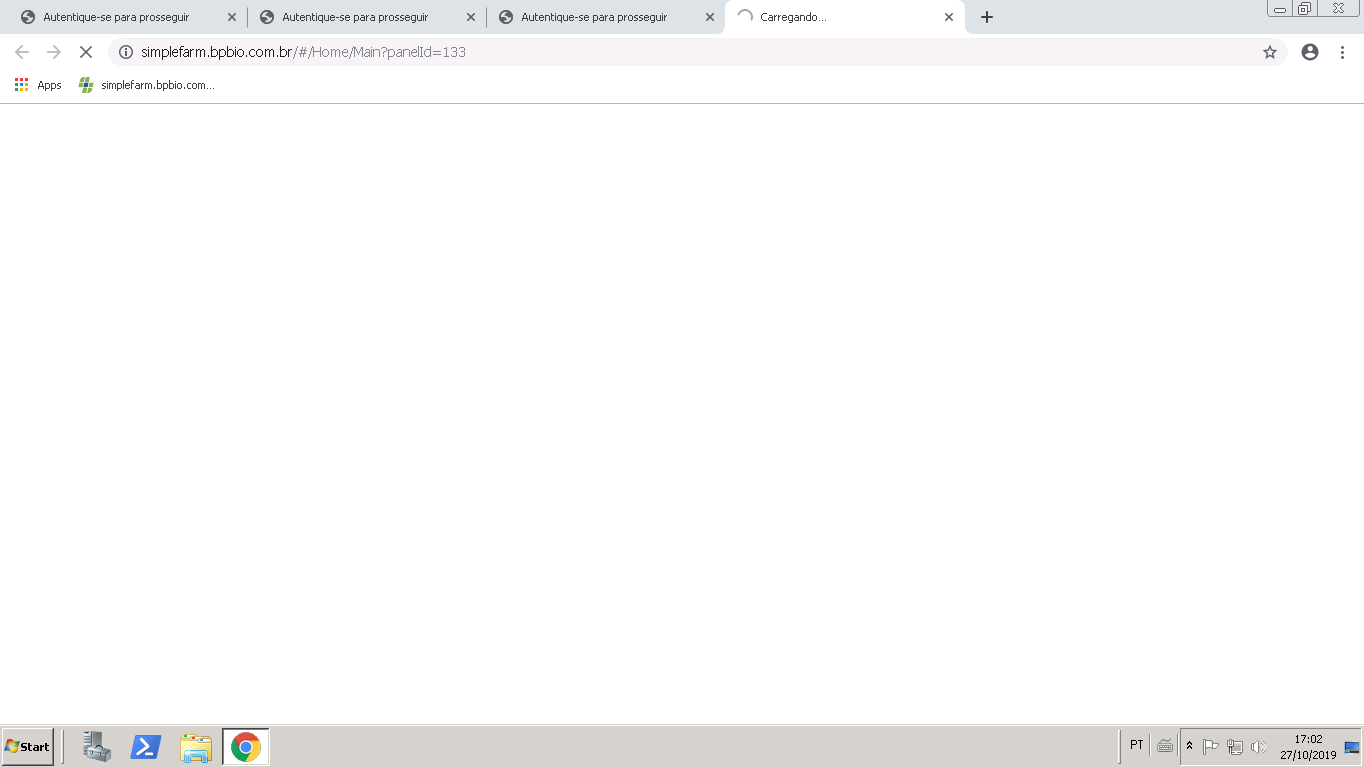 Autentique-se para prosseguir
Autentique-se para prosseguir
Autentique-se para prosseguir
Carregando...
simplefarm.bpbio.com.br/#/Home/Main?panelId=133
Apps
simplefarm.bpbio.com...
Start
PT
17:02
27/10/2019